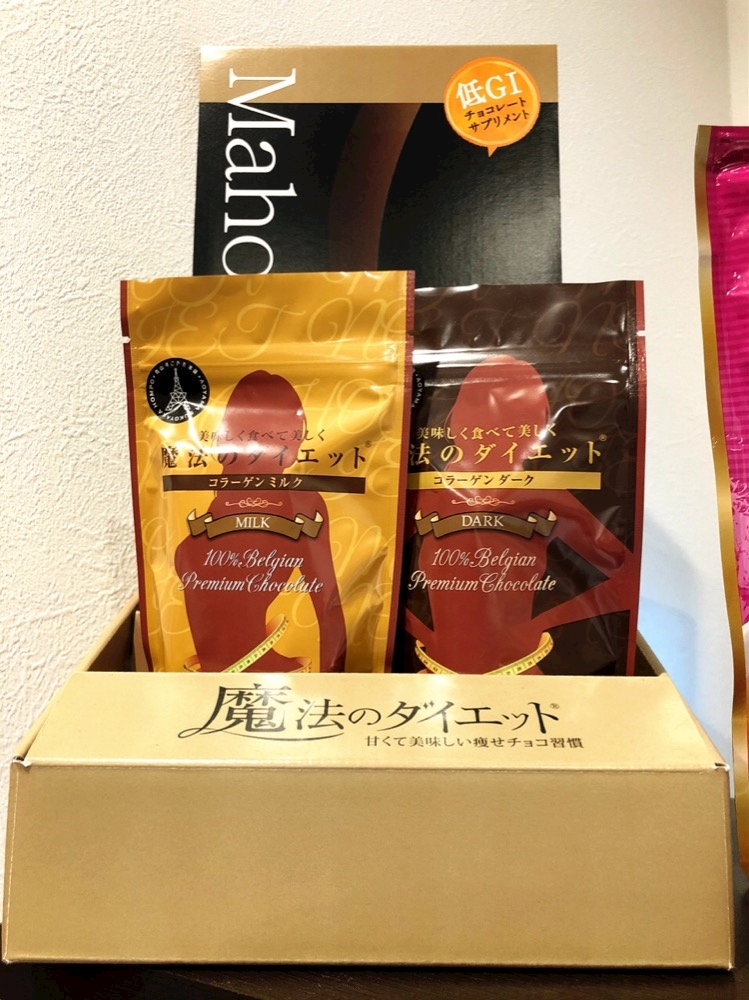 Maho
低GI
チョコレート
サプリメント
美味しく食べて美しく
魔法のダイエット®
コラーゲンミルク
MILK
100% Belgian
Premium Chocolate
美味しく食べて美しく
法のダイエット®
コラーゲンダーク
DARK
100% Belgian
Premium Chocolate
魔法のダイエット®
甘くて美味しい痩せチョコ習慣